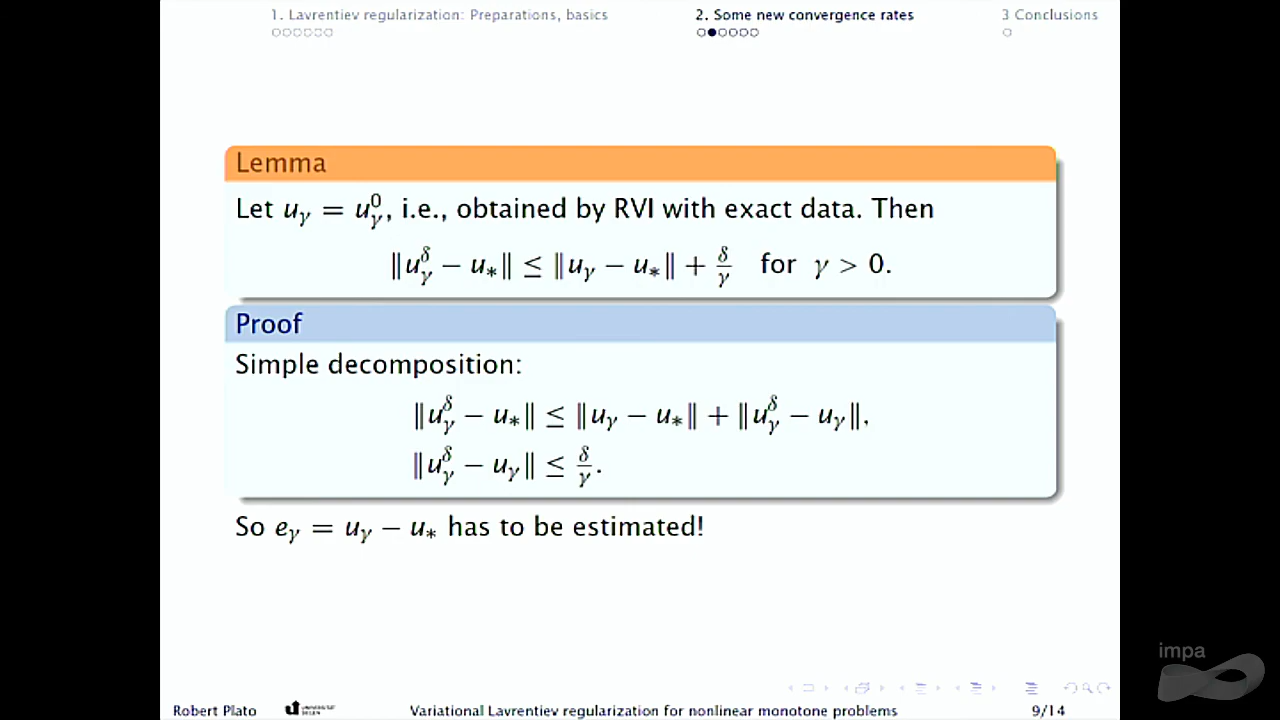 1. Lavrentiev regularization: Preparations, basics
2. Some new convergence rates
3 Conclusions
Lemma
Let u_γ = u_γ^0, i.e., obtained by RVI with exact data. Then
‖u_γ^δ − u_*‖ ≤ ‖u_γ − u_*‖ + δ/γ for γ > 0.
Proof
Simple decomposition:
‖u_γ^δ − u_*‖ ≤ ‖u_γ − u_*‖ + ‖u_γ^δ − u_γ‖,
‖u_γ^δ − u_γ‖ ≤ δ/γ.
So e_γ = u_γ − u_* has to be estimated!
impa
Robert Plato
Variational Lavrentiev regularization for nonlinear monotone problems
9/14